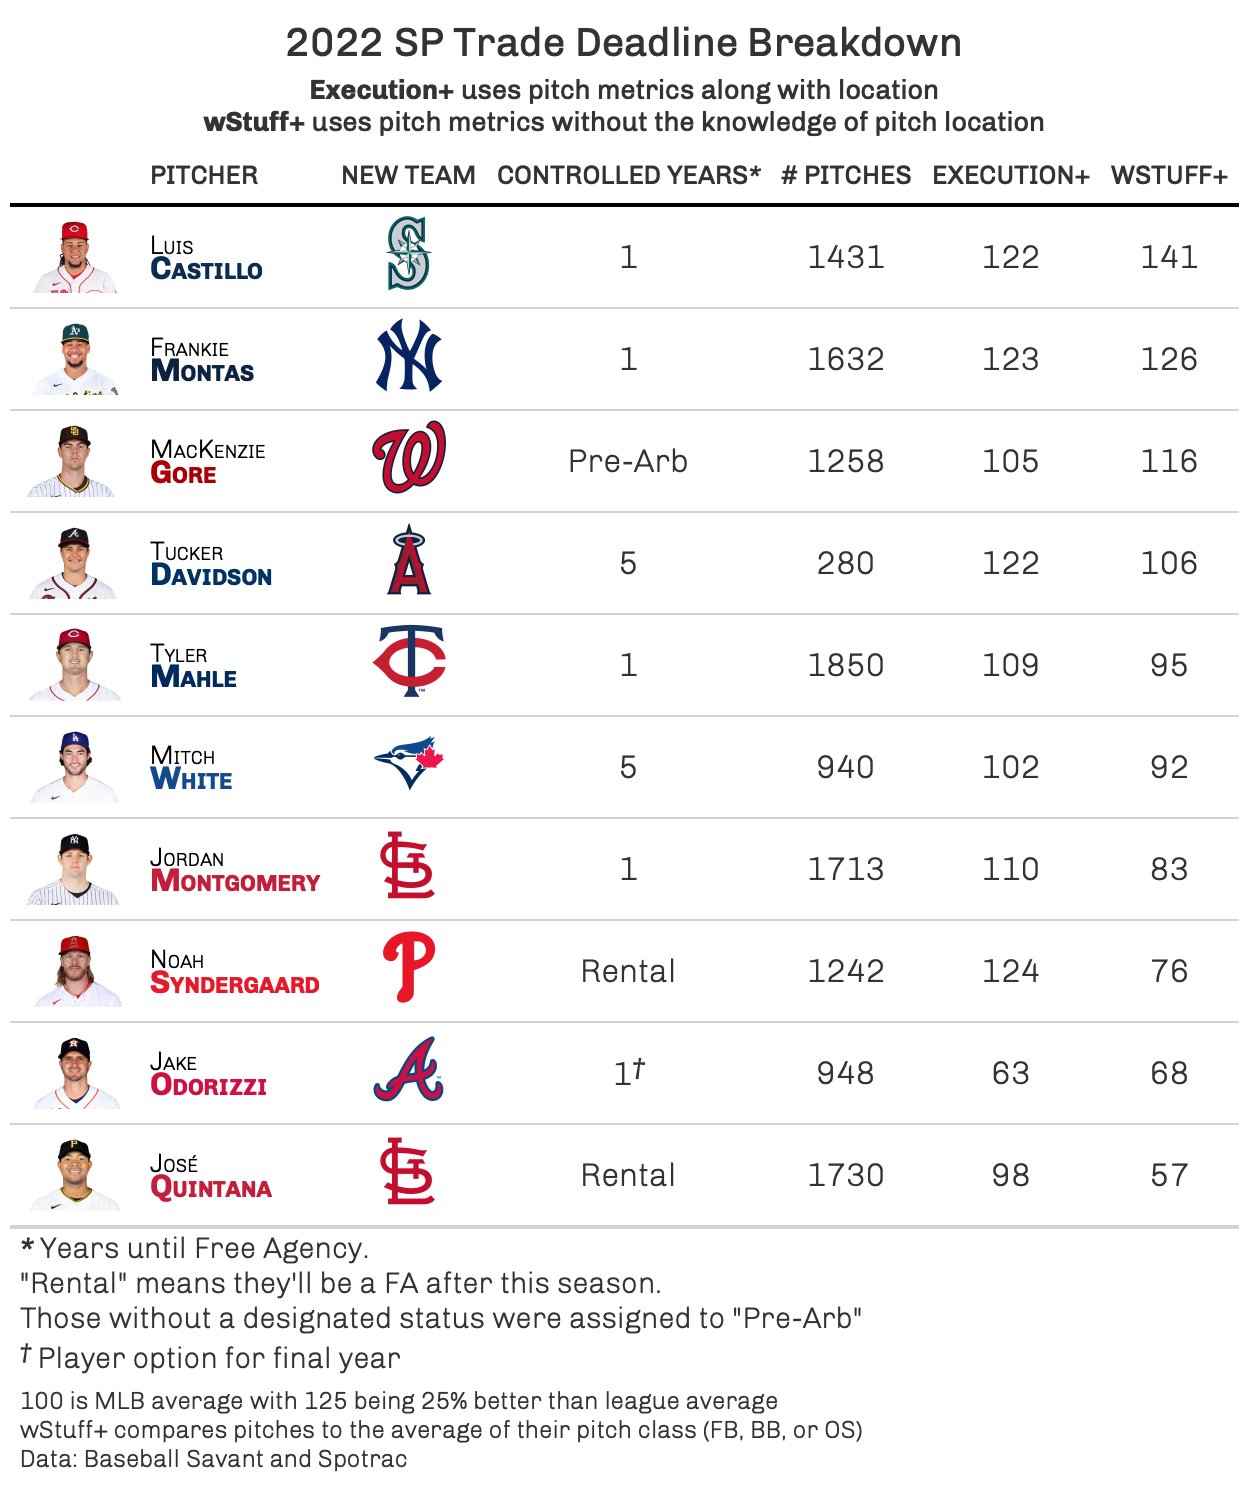 2022 SP Trade Deadline Breakdown
Execution+ uses pitch metrics along with location
wStuff+ uses pitch metrics without the knowledge of pitch location
PITCHER NEW TEAM CONTROLLED YEARS* # PITCHES EXECUTION+ WSTUFF+
LUIS
CASTILLO S 1 1431 122 141
FRANKIE
MONTAS NY 1 1632 123 126
MACKENZIE
GORE W Pre-Arb 1258 105 116
TUCKER
DAVIDSON A 5 280 122 106
TYLER
MAHLE TC 1 1850 109 95
MITCH
WHITE 5 940 102 92
JORDAN
MONTGOMERY STL 1 1713 110 83
NOAH
SYNDERGAARD P Rental 1242 124 76
JAKE
ODORIZZI A 1† 948 63 68
JOSÉ
QUINTANA STL Rental 1730 98 57
* Years until Free Agency.
"Rental" means they'll be a FA after this season.
Those without a designated status were assigned to "Pre-Arb"
† Player option for final year
100 is MLB average with 125 being 25% better than league average
wStuff+ compares pitches to the average of their pitch class (FB, BB, or OS)
Data: Baseball Savant and Spotrac